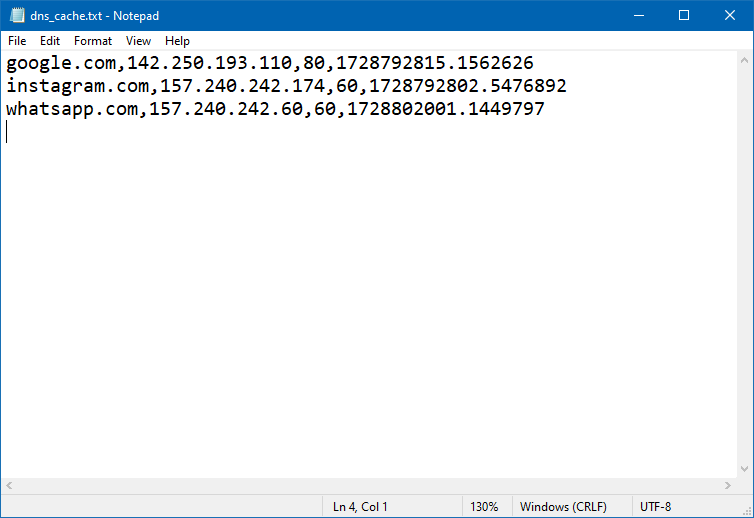 dns_cache.txt - Notepad
File Edit Format View Help
google.com,142.250.193.110,80,1728792815.1562626
instagram.com,157.240.242.174,60,1728792802.5476892
whatsapp.com,157.240.242.60,60,1728802001.1449797
Ln 4, Col 1 130% Windows (CRLF) UTF-8